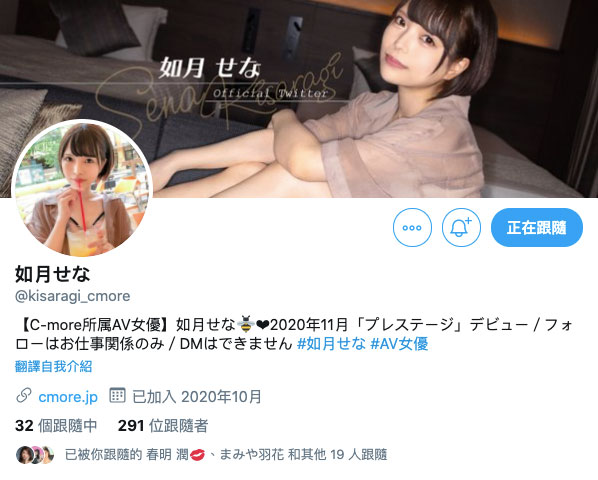 如月 せな
Sena Kisaragi
Official Twitter
正在跟隨
如月せな
@kisaragi_cmore
【C-more所属AV女優】如月せな🐝❤2020年11月「プレステージ」デビュー / フォ
ローはお仕事関係のみ / DMはできません #如月せな #AV女優
翻譯自我介紹
cmore.jp 已加入 2020年10月
32 個跟隨中 291 位跟隨者
已被你跟隨的 春明 潤💋、まみや羽花 和其他 19 人跟隨